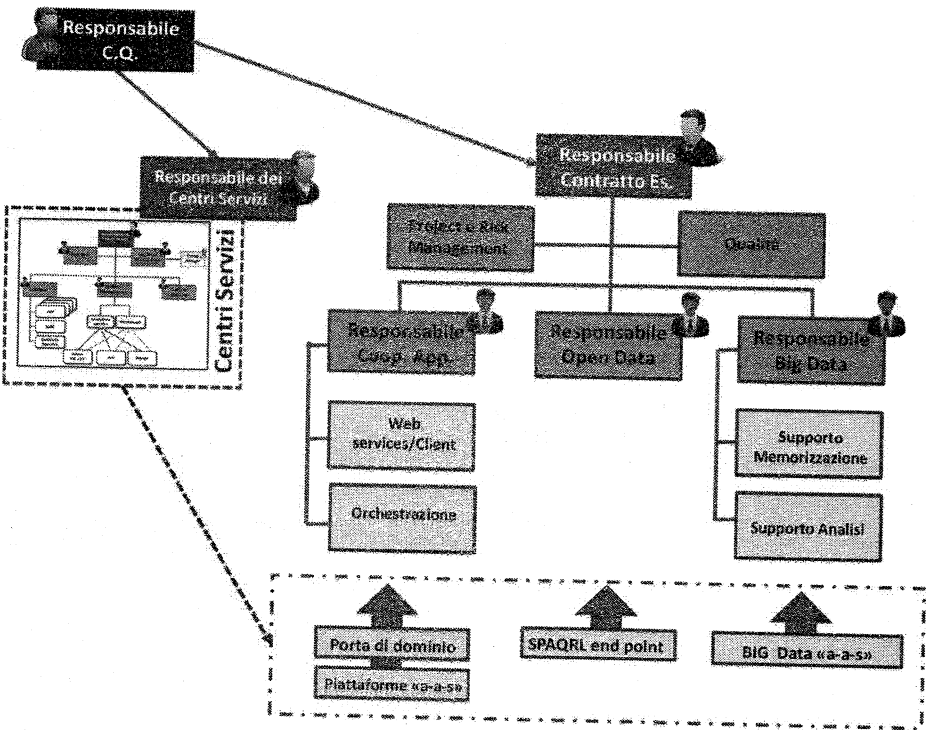 Responsabile
C.Q.
Responsabile dei
Centri Servizi
Responsabile
Contratto Es.
Centri Servizi
Project e Risk
Management
Qualità
Responsabile
Coop. App.
Responsabile
Open Data
Responsabile
Big Data
Web
services/Client
Orchestrazione
Supporto
Memorizzazione
Supporto Analisi
Porta di dominio
Piattaforme «a-a-s»
SPAQRL end point
BIG Data «a-a-s»